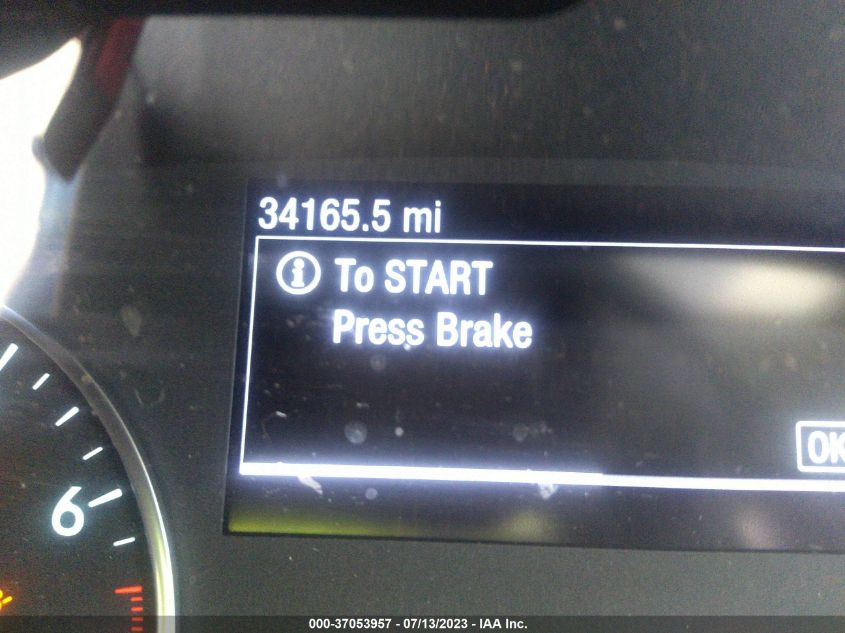 34165.5 mi
To START
Press Brake
OK
6
000-37053957 - 07/13/2023 - IAA Inc.